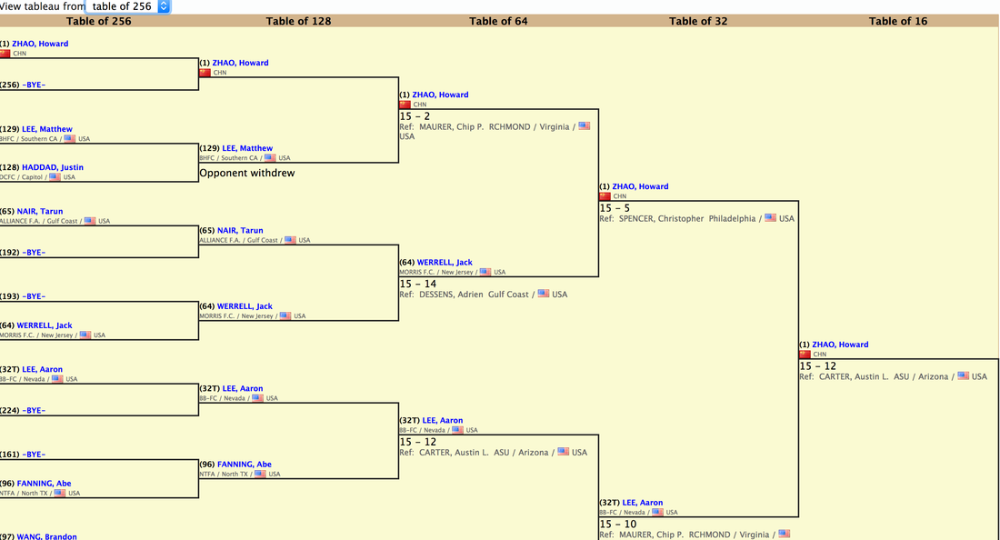 View tableau from table of 256
Table of 256
Table of 128
Table of 64
Table of 32
Table of 16
(1) ZHAO, Howard
CHN
(256) -BYE-
(129) LEE, Matthew
BHFC / Southern CA / USA
(128) HADDAD, Justin
DCFC / Capitol / USA
(65) NAIR, Tarun
ALLIANCE F.A. / Gulf Coast / USA
(192) -BYE-
(193) -BYE-
(64) WERRELL, Jack
MORRIS F.C. / New Jersey / USA
(32T) LEE, Aaron
BB-FC / Nevada / USA
(224) -BYE-
(161) -BYE-
(96) FANNING, Abe
NTFA / North TX / USA
(97) WANG, Brandon
(1) ZHAO, Howard
CHN
(129) LEE, Matthew
BHFC / Southern CA / USA
Opponent withdrew
(65) NAIR, Tarun
ALLIANCE F.A. / Gulf Coast / USA
(64) WERRELL, Jack
MORRIS F.C. / New Jersey / USA
(32T) LEE, Aaron
BB-FC / Nevada / USA
(96) FANNING, Abe
NTFA / North TX / USA
(1) ZHAO, Howard
CHN
15 - 2
Ref: MAURER, Chip P. RCHMOND / Virginia /
USA
(64) WERRELL, Jack
MORRIS F.C. / New Jersey / USA
15 - 14
Ref: DESSENS, Adrien Gulf Coast / USA
(32T) LEE, Aaron
BB-FC / Nevada / USA
15 - 12
Ref: CARTER, Austin L. ASU / Arizona / USA
(1) ZHAO, Howard
CHN
15 - 5
Ref: SPENCER, Christopher Philadelphia / USA
(32T) LEE, Aaron
BB-FC / Nevada / USA
15 - 10
Ref: MAURER, Chip P. RCHMOND / Virginia /
(1) ZHAO, Howard
CHN
15 - 12
Ref: CARTER, Austin L. ASU / Arizona / USA